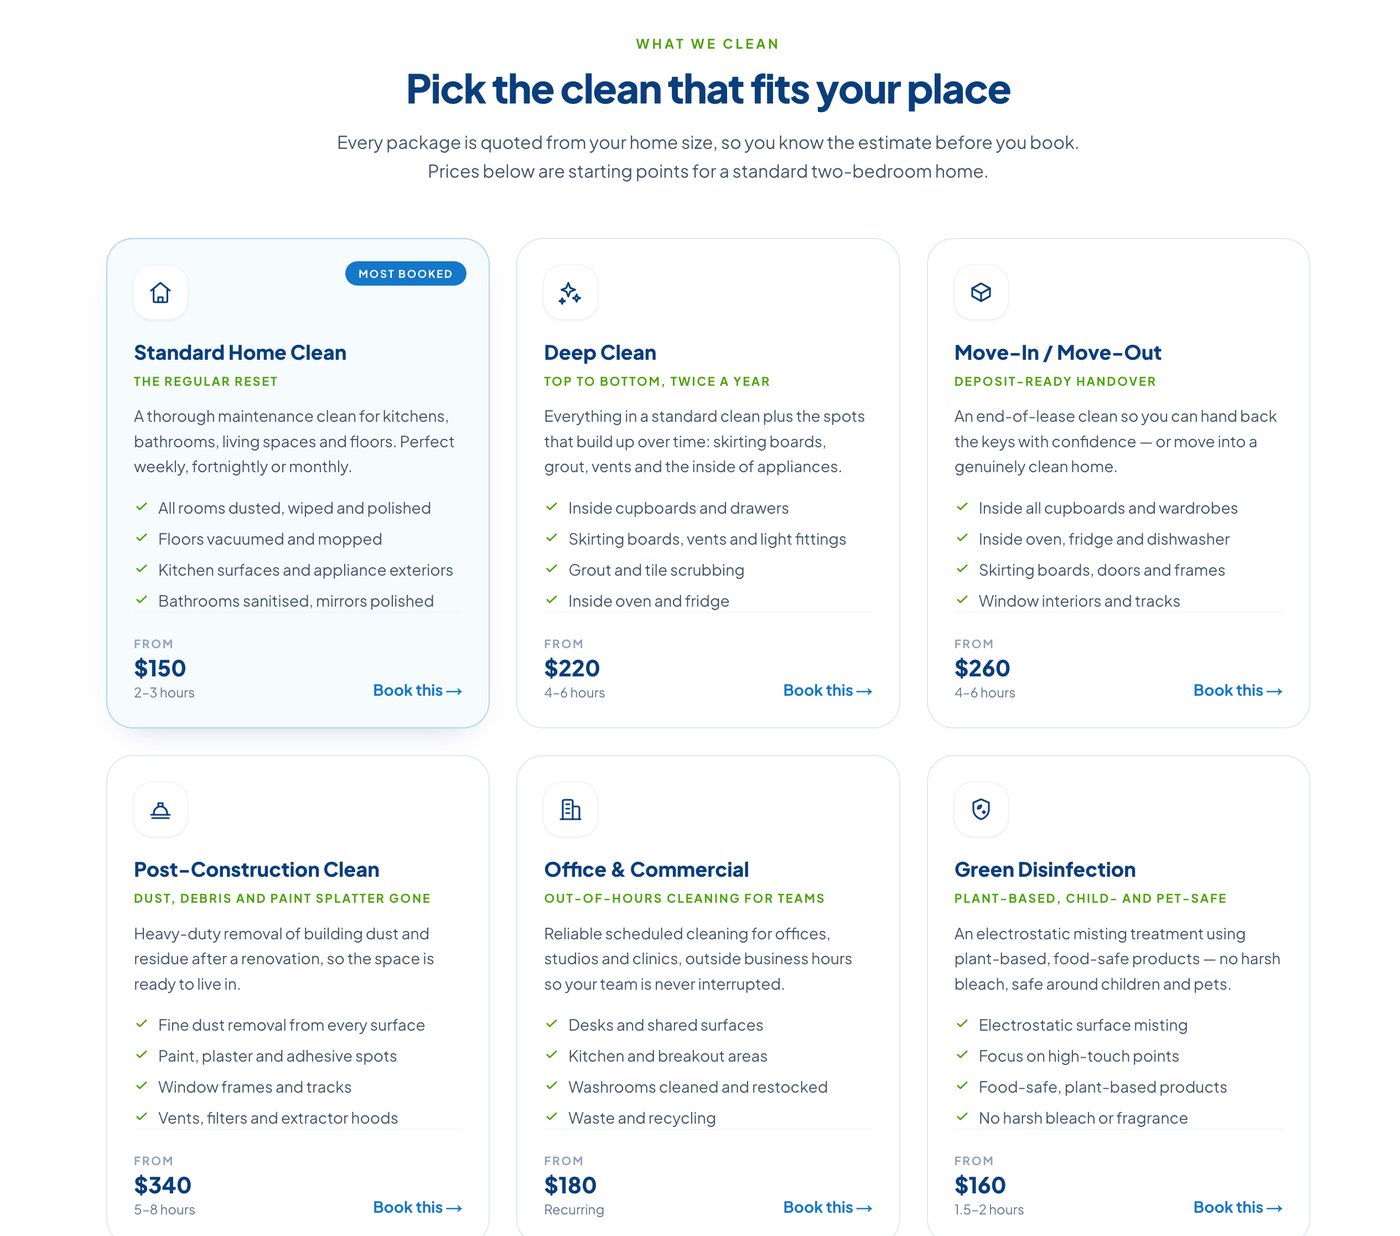 WHAT WE CLEAN
Pick the clean that fits your place
Every package is quoted from your home size, so you know the estimate before you book.
Prices below are starting points for a standard two-bedroom home.
MOST BOOKED
Standard Home Clean
THE REGULAR RESET
A thorough maintenance clean for kitchens,
bathrooms, living spaces and floors. Perfect
weekly, fortnightly or monthly.
All rooms dusted, wiped and polished
Floors vacuumed and mopped
Kitchen surfaces and appliance exteriors
Bathrooms sanitised, mirrors polished
FROM
$150
2–3 hours
Book this →
Deep Clean
TOP TO BOTTOM, TWICE A YEAR
Everything in a standard clean plus the spots
that build up over time: skirting boards,
grout, vents and the inside of appliances.
Inside cupboards and drawers
Skirting boards, vents and light fittings
Grout and tile scrubbing
Inside oven and fridge
FROM
$220
4–6 hours
Book this →
Move-In / Move-Out
DEPOSIT-READY HANDOVER
An end-of-lease clean so you can hand back
the keys with confidence — or move into a
genuinely clean home.
Inside all cupboards and wardrobes
Inside oven, fridge and dishwasher
Skirting boards, doors and frames
Window interiors and tracks
FROM
$260
4–6 hours
Book this →
Post-Construction Clean
DUST, DEBRIS AND PAINT SPLATTER GONE
Heavy-duty removal of building dust and
residue after a renovation, so the space is
ready to live in.
Fine dust removal from every surface
Paint, plaster and adhesive spots
Window frames and tracks
Vents, filters and extractor hoods
FROM
$340
5–8 hours
Book this →
Office & Commercial
OUT-OF-HOURS CLEANING FOR TEAMS
Reliable scheduled cleaning for offices,
studios and clinics, outside business hours
so your team is never interrupted.
Desks and shared surfaces
Kitchen and breakout areas
Washrooms cleaned and restocked
Waste and recycling
FROM
$180
Recurring
Book this →
Green Disinfection
PLANT-BASED, CHILD- AND PET-SAFE
An electrostatic misting treatment using
plant-based, food-safe products — no harsh
bleach, safe around children and pets.
Electrostatic surface misting
Focus on high-touch points
Food-safe, plant-based products
No harsh bleach or fragrance
FROM
$160
1.5–2 hours
Book this →